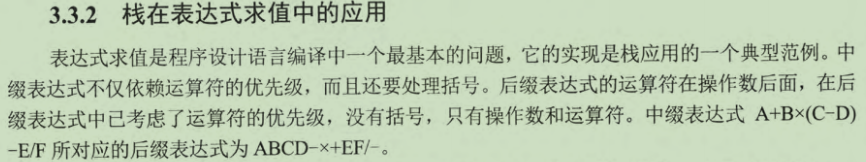 3.3.2 栈在表达式求值中的应用
表达式求值是程序设计语言编译中一个最基本的问题，它的实现是栈应用的一个典型范例。中
缀表达式不仅依赖运算符的优先级，而且还要处理括号。后缀表达式的运算符在操作数后面，在后
缀表达式中已考虑了运算符的优先级，没有括号，只有操作数和运算符。中缀表达式 A+B×(C−D)
−E/F 所对应的后缀表达式为 ABCD−×+EF/−。